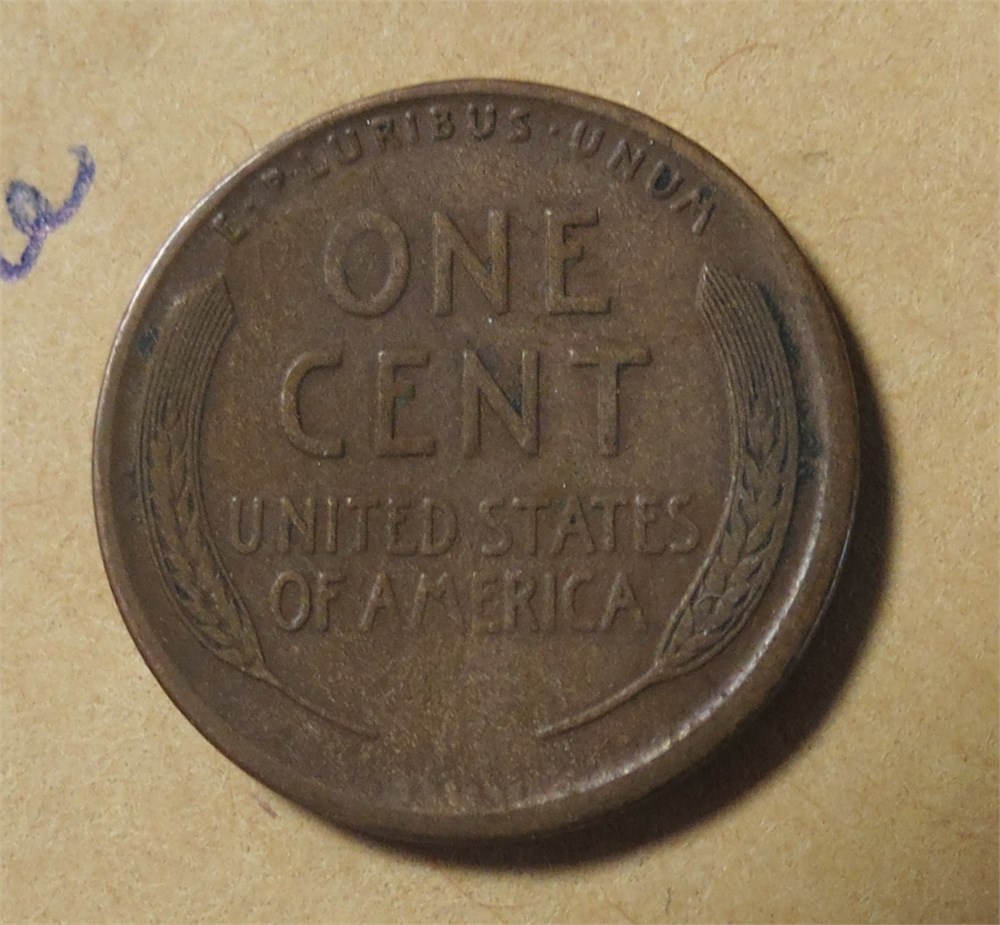 E · PLURIBUS · UNUM
ONE
CENT
UNITED STATES
OF AMERICA